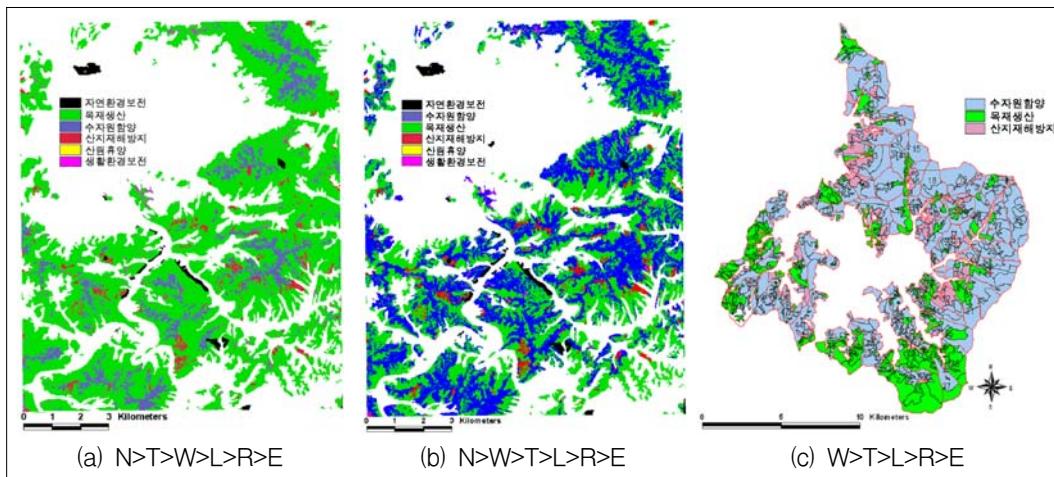 자연환경보전
목재생산
수자원함양
산지재해방지
산림휴양
생활환경보전
0 1 2 3 Kilometers
(a) N>T>W>L>R>E
자연환경보전
수자원함양
목재생산
산지재해방지
산림휴양
생활환경보전
0 1 2 3 Kilometers
(b) N>W>T>L>R>E
수자원함양
목재생산
산지재해방지
N
W
S
0 5 10 Kilometers
(c) W>T>L>R>E